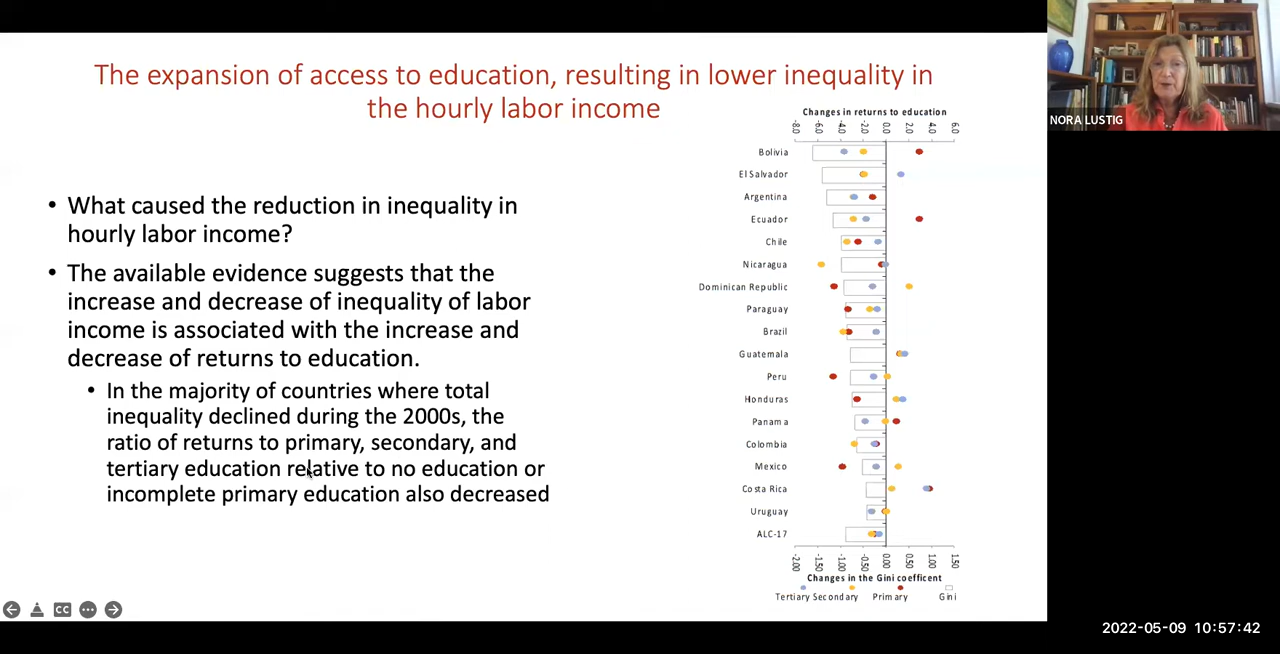 The expansion of access to education, resulting in lower inequality in
the hourly labor income
NORA LUSTIG
• What caused the reduction in inequality in
hourly labor income?
• The available evidence suggests that the
increase and decrease of inequality of labor
income is associated with the increase and
decrease of returns to education.
• In the majority of countries where total
inequality declined during the 2000s, the
ratio of returns to primary, secondary, and
tertiary education relative to no education or
incomplete primary education also decreased
Changes in returns to education
-8.0 -6.0 -4.0 -2.0 0.0 2.0 4.0 6.0
Bolivia
El Salvador
Argentina
Ecuador
Chile
Nicaragua
Dominican Republic
Paraguay
Brazil
Guatemala
Peru
Honduras
Panama
Colombia
Mexico
Costa Rica
Uruguay
ALC-17
-2.00 -1.50 -1.00 -0.50 0.00 0.50 1.00 1.50
Changes in the Gini coefficent
Tertiary Secondary Primary Gini
CC
2022-05-09 10:57:42